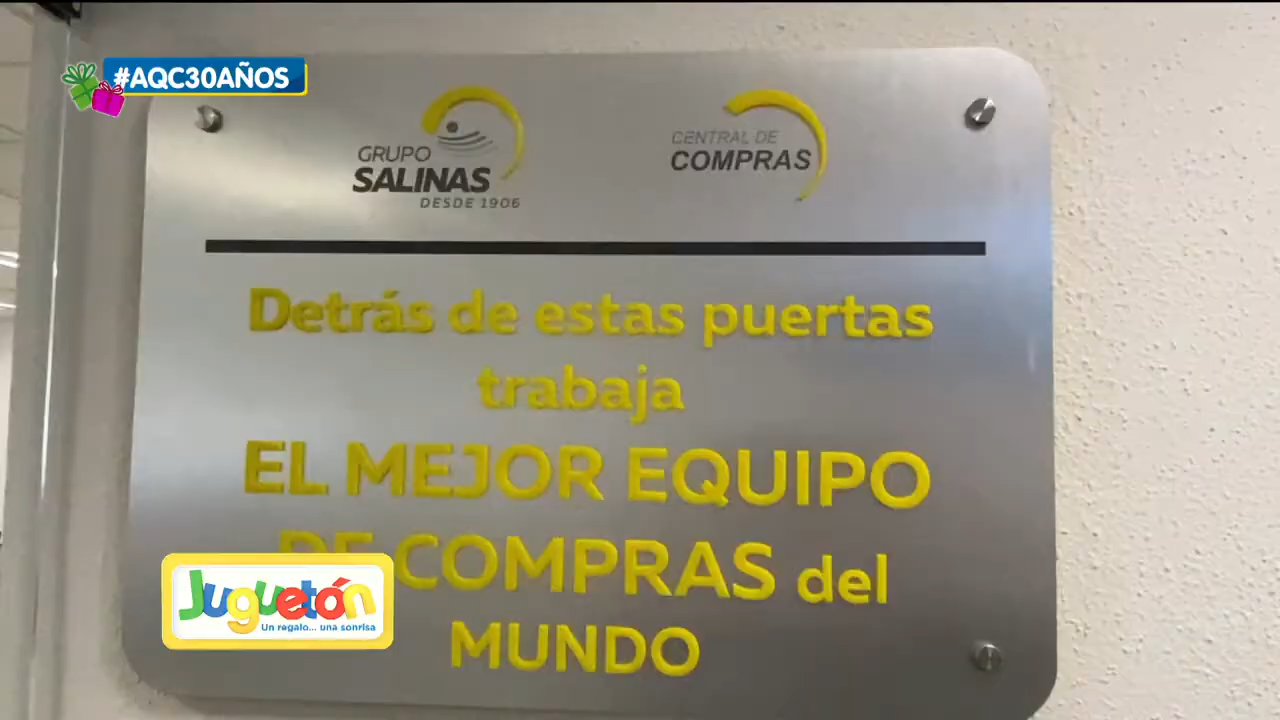 #AQC30AÑOS
GRUPO
SALINAS
DESDE 1906
CENTRAL DE
COMPRAS
Detrás de estas puertas
trabaja
EL MEJOR EQUIPO
DE COMPRAS del
MUNDO
Juguetón
Un regalo... una sonrisa